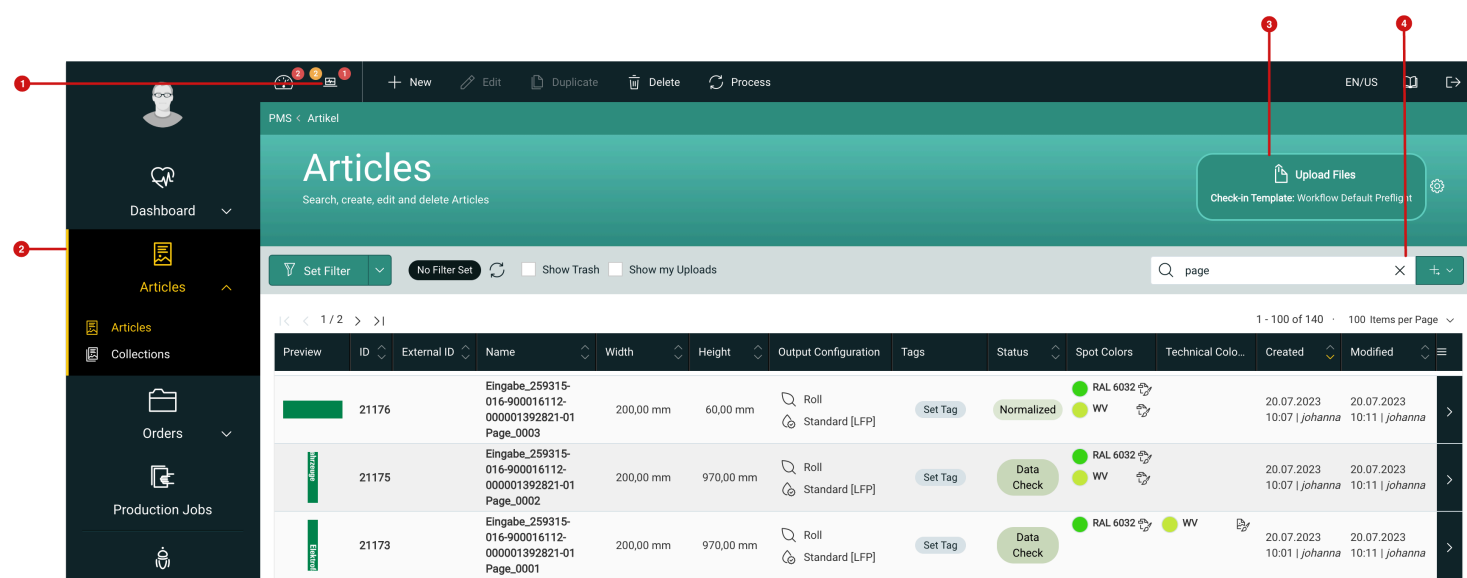 3
4
1
2
2
1
New
Edit
Duplicate
Delete
Process
EN/US
PMS < Artikel
Articles
Search, create, edit and delete Articles
Upload Files
Check-in Template: Workflow Default Preflight
Dashboard
2
Articles
Articles
Collections
Orders
Production Jobs
Set Filter
No Filter Set
Show Trash
Show my Uploads
page
1 / 2
1 - 100 of 140 · 100 Items per Page
Preview ID External ID Name Width Height Output Configuration Tags Status Spot Colors Technical Colo... Created Modified
21176
Eingabe_259315-
016-900016112-
000001392821-01
Page_0003
200,00 mm
60,00 mm
Roll
Standard [LFP]
Set Tag
Normalized
RAL 6032
WV
20.07.2023
10:07 | johanna
20.07.2023
10:11 | johanna
21175
Eingabe_259315-
016-900016112-
000001392821-01
Page_0002
200,00 mm
970,00 mm
Roll
Standard [LFP]
Set Tag
Data
Check
RAL 6032
WV
20.07.2023
10:07 | johanna
20.07.2023
10:11 | johanna
Elektrof
21173
Eingabe_259315-
016-900016112-
000001392821-01
Page_0001
200,00 mm
970,00 mm
Roll
Standard [LFP]
Set Tag
Data
Check
RAL 6032
WV
20.07.2023
10:01 | johanna
20.07.2023
10:11 | johanna